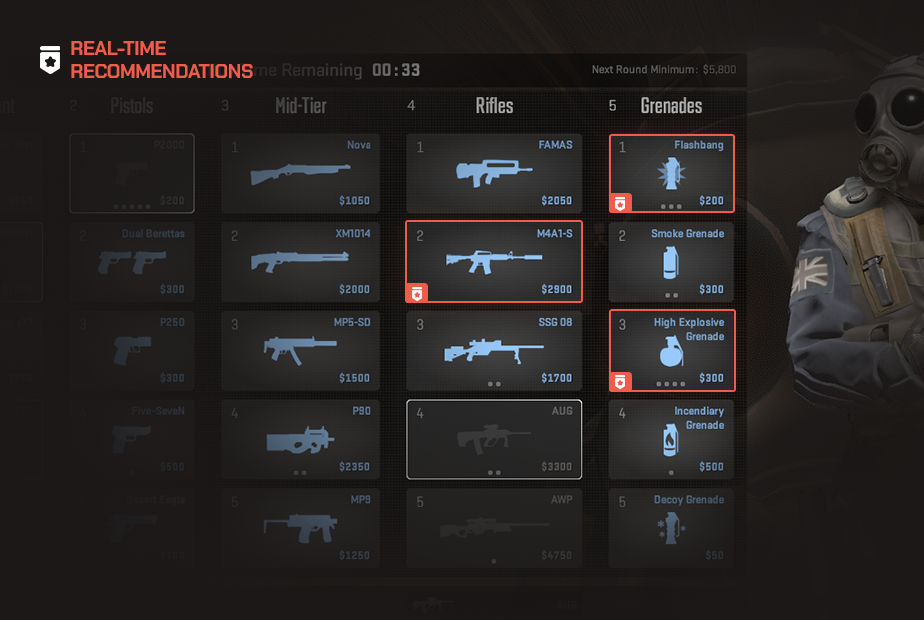 REAL-TIME
RECOMMENDATIONS
me Remaining 00:33
Next Round Minimum: $5,800
2 Pistols
3 Mid-Tier
4 Rifles
5 Grenades
1 P2000
$200
2 Dual Berettas
$300
P250
$300
Five-SeveN
$500
Desert Eagle
1 Nova
$1050
2 XM1014
$2000
3 MP5-SD
$1500
4 P90
$2350
5 MP9
$1250
1 FAMAS
$2050
2 M4A1-S
$2900
3 SSG 08
$1700
4 AUG
$3300
5 AWP
$4750
1 Flashbang
$200
2 Smoke Grenade
$300
3 High Explosive
Grenade
$300
4 Incendiary
Grenade
$500
5 Decoy Grenade
$50